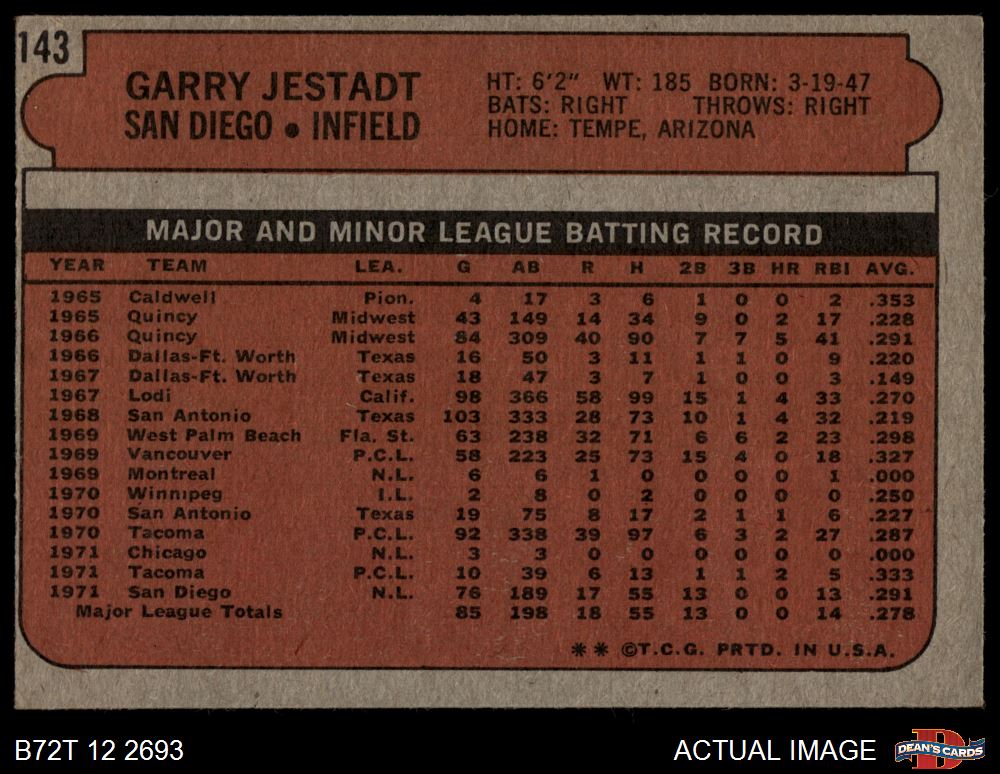 143
GARRY JESTADT
SAN DIEGO • INFIELD
HT: 6'2" WT: 185 BORN: 3-19-47
BATS: RIGHT THROWS: RIGHT
HOME: TEMPE, ARIZONA
MAJOR AND MINOR LEAGUE BATTING RECORD
YEAR TEAM LEA. G AB R H 2B 3B HR RBI AVG.
1965 Caldwell Pion. 4 17 3 6 1 0 0 2 .353
1965 Quincy Midwest 43 149 14 34 9 0 2 17 .228
1966 Quincy Midwest 84 309 40 90 7 7 5 41 .291
1966 Dallas-Ft. Worth Texas 16 50 3 11 1 1 0 9 .220
1967 Dallas-Ft. Worth Texas 18 47 3 7 1 0 0 3 .149
1967 Lodi Calif. 98 366 58 99 15 1 4 33 .270
1968 San Antonio Texas 103 333 28 73 10 1 4 32 .219
1969 West Palm Beach Fla. St. 63 238 32 71 6 6 2 23 .298
1969 Vancouver P.C.L. 58 223 25 73 15 4 0 18 .327
1969 Montreal N.L. 6 6 1 0 0 0 0 1 .000
1970 Winnipeg I.L. 2 8 0 2 0 0 0 0 .250
1970 San Antonio Texas 19 75 8 17 2 1 1 6 .227
1970 Tacoma P.C.L. 92 338 39 97 6 3 2 27 .287
1971 Chicago N.L. 3 3 0 0 0 0 0 0 .000
1971 Tacoma P.C.L. 10 39 6 13 1 1 2 5 .333
1971 San Diego N.L. 76 189 17 55 13 0 0 13 .291
Major League Totals 85 198 18 55 13 0 0 14 .278
** ©T.C.G. PRTD. IN U.S.A.
B72T 12 2693
ACTUAL IMAGE
D
DEAN'S CARDS